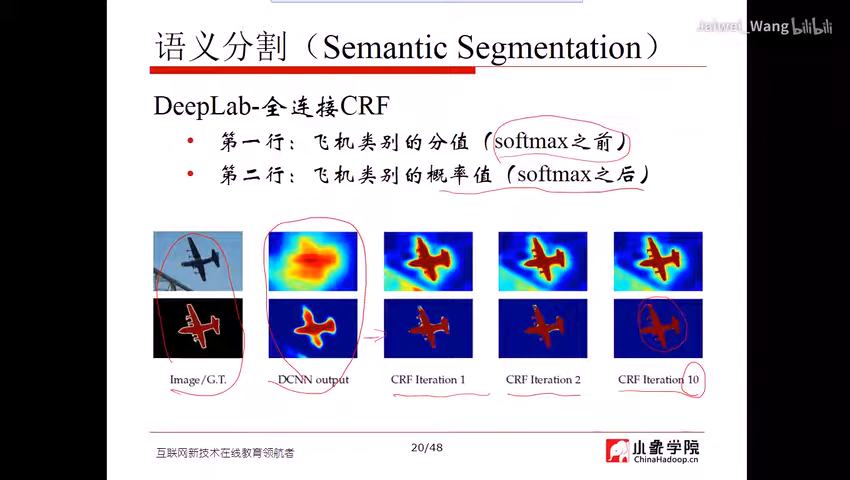 Jaiwei_Wang bilibili
语义分割（Semantic Segmentation）
DeepLab-全连接CRF
• 第一行：飞机类别的分值（softmax之前）
• 第二行：飞机类别的概率值（softmax之后）
Image/G.T. DCNN output CRF Iteration 1 CRF Iteration 2 CRF Iteration 10
互联网新技术在线教育领航者 20/48 小象学院
ChinaHadoop.cn